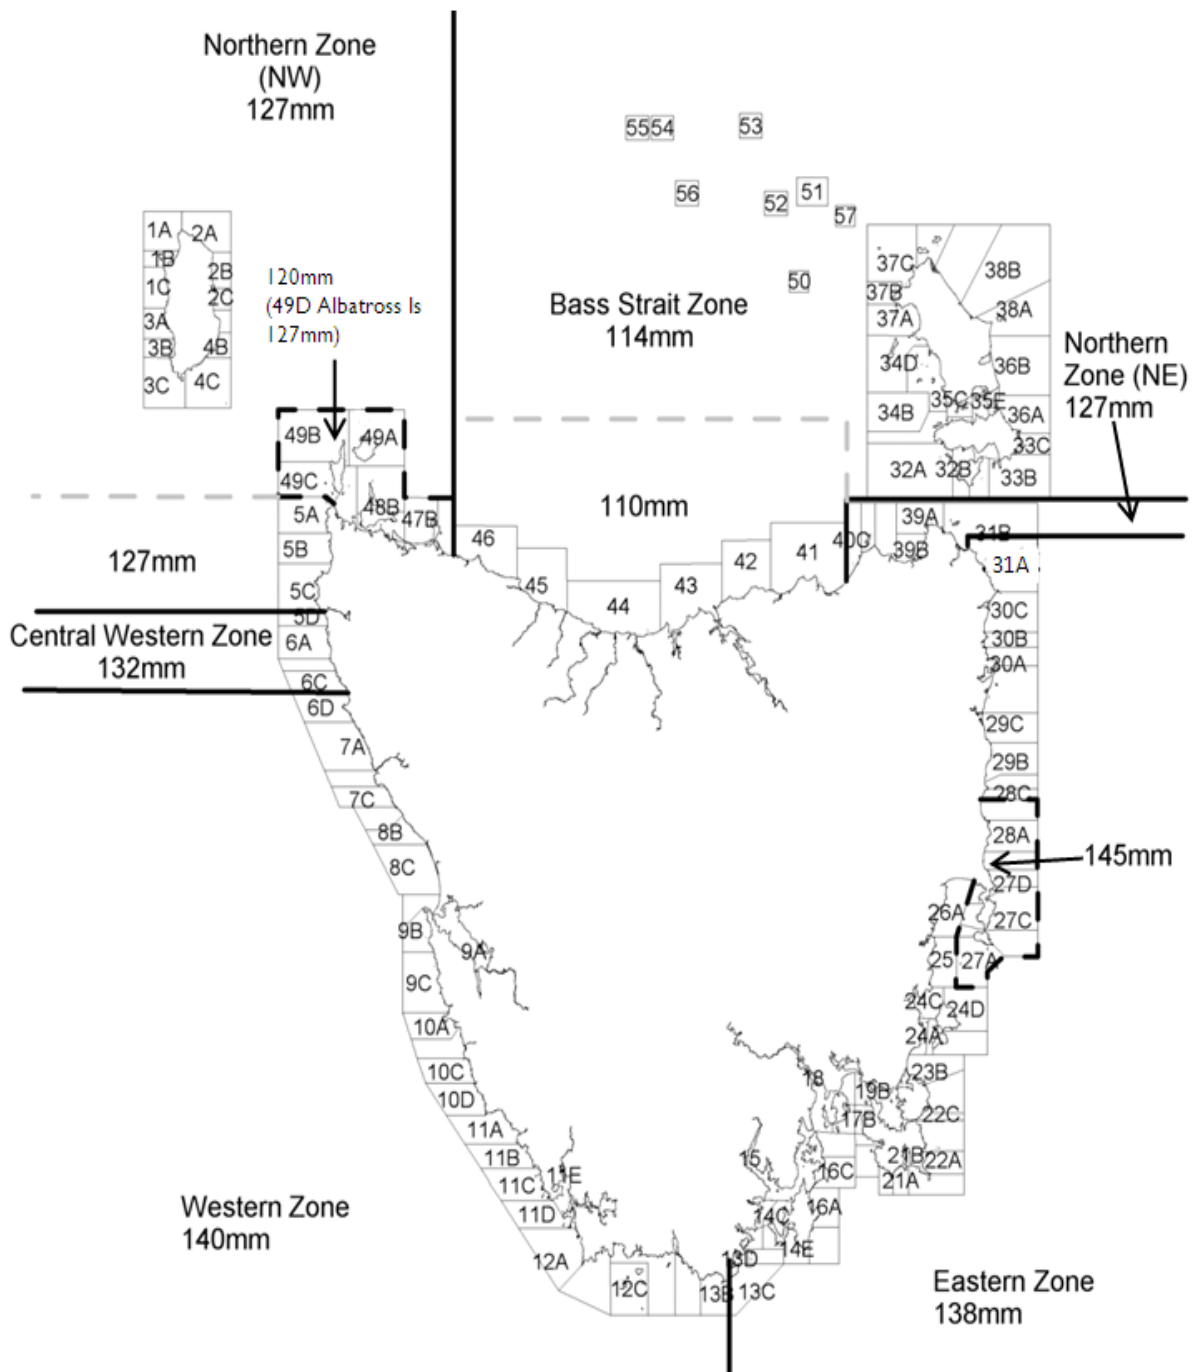 Northern Zone
(NW)
127mm
55
54
53
56
52
51
57
50
1A
2A
1B
2B
1C
2C
3A
3B
4B
3C
4C
120mm
(49D Albatross Is
127mm)
Bass Strait Zone
114mm
37C
38B
37B
37A
38A
34D
36B
Northern
Zone (NE)
127mm
35C
35E
34B
36A
33C
32A
32B
33B
49B
49A
49C
48B
47B
5A
5B
127mm
5C
5D
110mm
46
45
44
43
42
41
40C
39A
39B
31B
31A
30C
30B
30A
Central Western Zone
132mm
6A
6C
6D
7A
7C
8B
8C
29C
29B
28C
28A
145mm
27D
27C
26A
25
27A
9B
9A
9C
24C
24D
24A
10A
10C
10D
18
19B
23B
17B
22C
11A
11B
11C
11E
11D
15
16C
21B
22A
21A
16A
14C
14E
Western Zone
140mm
12A
12C
13B
13D
13C
Eastern Zone
138mm